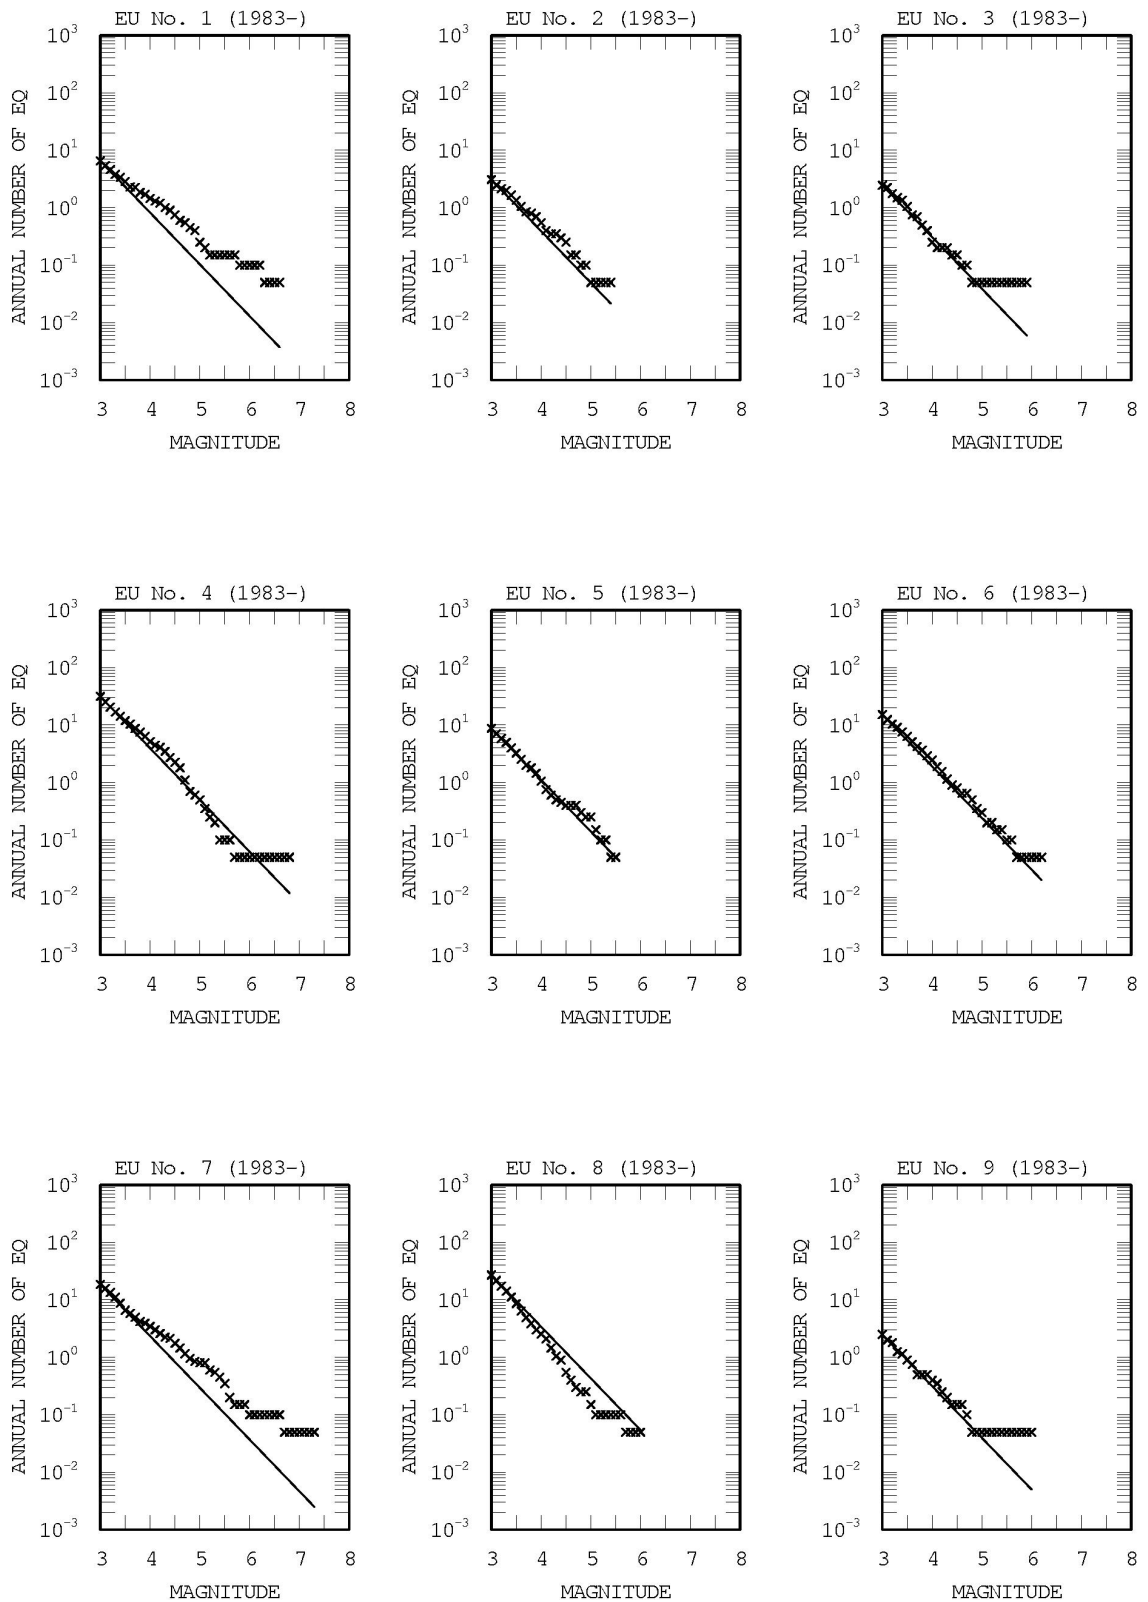 EU No. 1 (1983-)
ANNUAL NUMBER OF EQ
10³
10²
10¹
10⁰
10⁻¹
10⁻²
10⁻³
3 4 5 6 7 8
MAGNITUDE
EU No. 2 (1983-)
ANNUAL NUMBER OF EQ
10³
10²
10¹
10⁰
10⁻¹
10⁻²
10⁻³
3 4 5 6 7 8
MAGNITUDE
EU No. 3 (1983-)
ANNUAL NUMBER OF EQ
10³
10²
10¹
10⁰
10⁻¹
10⁻²
10⁻³
3 4 5 6 7 8
MAGNITUDE
EU No. 4 (1983-)
ANNUAL NUMBER OF EQ
10³
10²
10¹
10⁰
10⁻¹
10⁻²
10⁻³
3 4 5 6 7 8
MAGNITUDE
EU No. 5 (1983-)
ANNUAL NUMBER OF EQ
10³
10²
10¹
10⁰
10⁻¹
10⁻²
10⁻³
3 4 5 6 7 8
MAGNITUDE
EU No. 6 (1983-)
ANNUAL NUMBER OF EQ
10³
10²
10¹
10⁰
10⁻¹
10⁻²
10⁻³
3 4 5 6 7 8
MAGNITUDE
EU No. 7 (1983-)
ANNUAL NUMBER OF EQ
10³
10²
10¹
10⁰
10⁻¹
10⁻²
10⁻³
3 4 5 6 7 8
MAGNITUDE
EU No. 8 (1983-)
ANNUAL NUMBER OF EQ
10³
10²
10¹
10⁰
10⁻¹
10⁻²
10⁻³
3 4 5 6 7 8
MAGNITUDE
EU No. 9 (1983-)
ANNUAL NUMBER OF EQ
10³
10²
10¹
10⁰
10⁻¹
10⁻²
10⁻³
3 4 5 6 7 8
MAGNITUDE